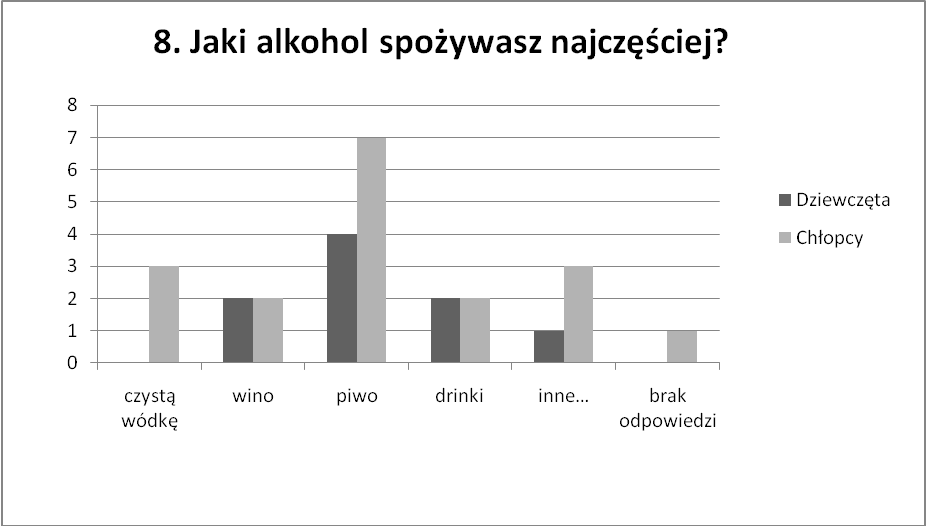 8. Jaki alkohol spożywasz najczęściej?
8
7
6
5
4
3
2
1
0
czystą
wódkę
wino
piwo
drinki
inne...
brak
odpowiedzi
Dziewczęta
Chłopcy